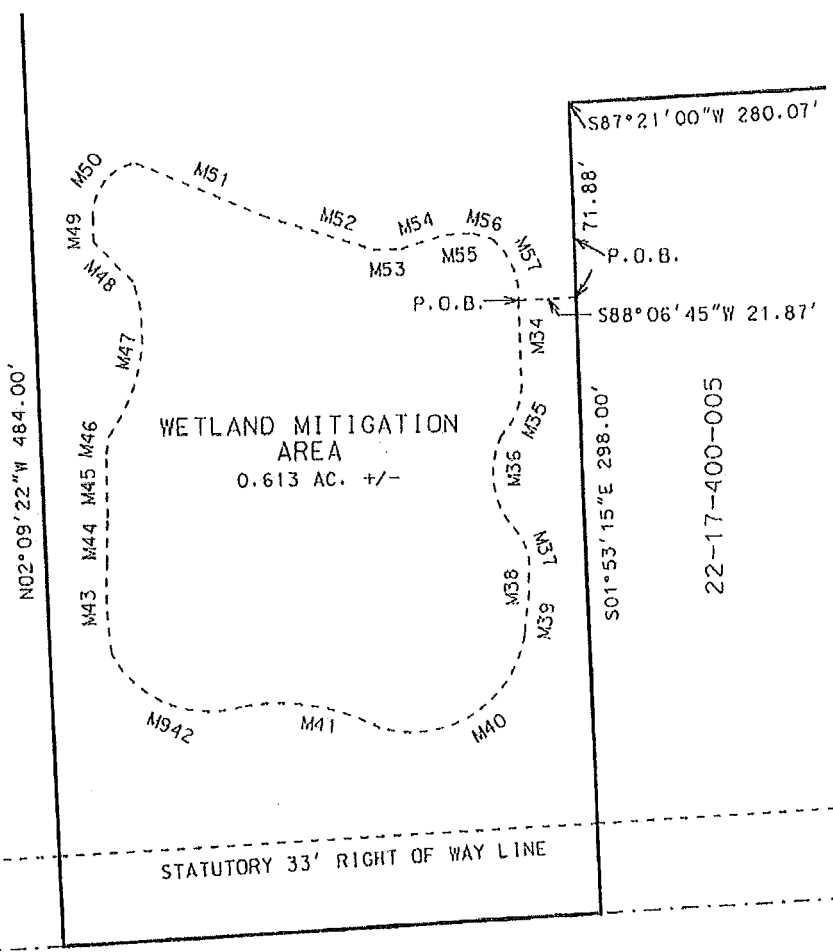 S87°21'00"W 280.07'
71.88'
P.O.B.
P.O.B.
S88°06'45"W 21.87'
M50
M51
M49
M48
M52
M53
M54
M55
M56
M57
M34
M47
M35
M46
WETLAND MITIGATION
AREA
0.613 AC. +/-
M36
M45
M44
M37
M38
M43
M39
M942
M41
M40
N02°09'22"W 484.00'
S01°53'15"E 298.00'
22-17-400-005
STATUTORY 33' RIGHT OF WAY LINE